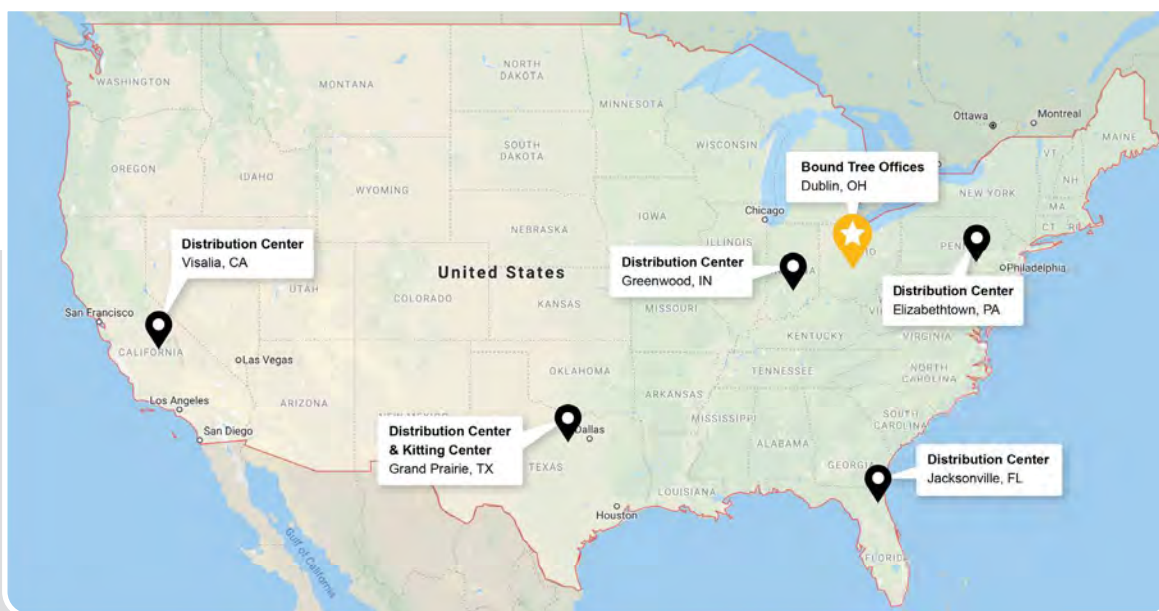 WASHINGTON
MONTANA
NORTH
DAKOTA
MINNESOTA
Ottawa
Montreal
MAINE
OREGON
IDAHO
SOUTH
DAKOTA
WISCONSIN
VT
NH
WYOMING
Bound Tree Offices
Dublin, OH
NEW YORK
MA
CT
IOWA
Chicago
NEBRASKA
ILLINOIS
Distribution Center
Visalia, CA
United States
Distribution Center
Greenwood, IN
Philadelphia
UTAH
COLORADO
KANSAS
MISSOURI
Distribution Center
Elizabethtown, PA
San Francisco
CALIFORNIA
Las Vegas
KENTUCKY
VIRGINIA
OKLAHOMA
TENNESSEE
NORTH
CAROLINA
Los Angeles
ARIZONA
NEW MEXICO
ARKANSAS
San Diego
Distribution Center
& Kitting Center
Grand Prairie, TX
Dallas
MISSISSIPPI
SOUTH
CAROLINA
ALABAMA
TEXAS
GEORGIA
Distribution Center
Jacksonville, FL
LOUISIANA
Houston
Gulf of California
FLORID